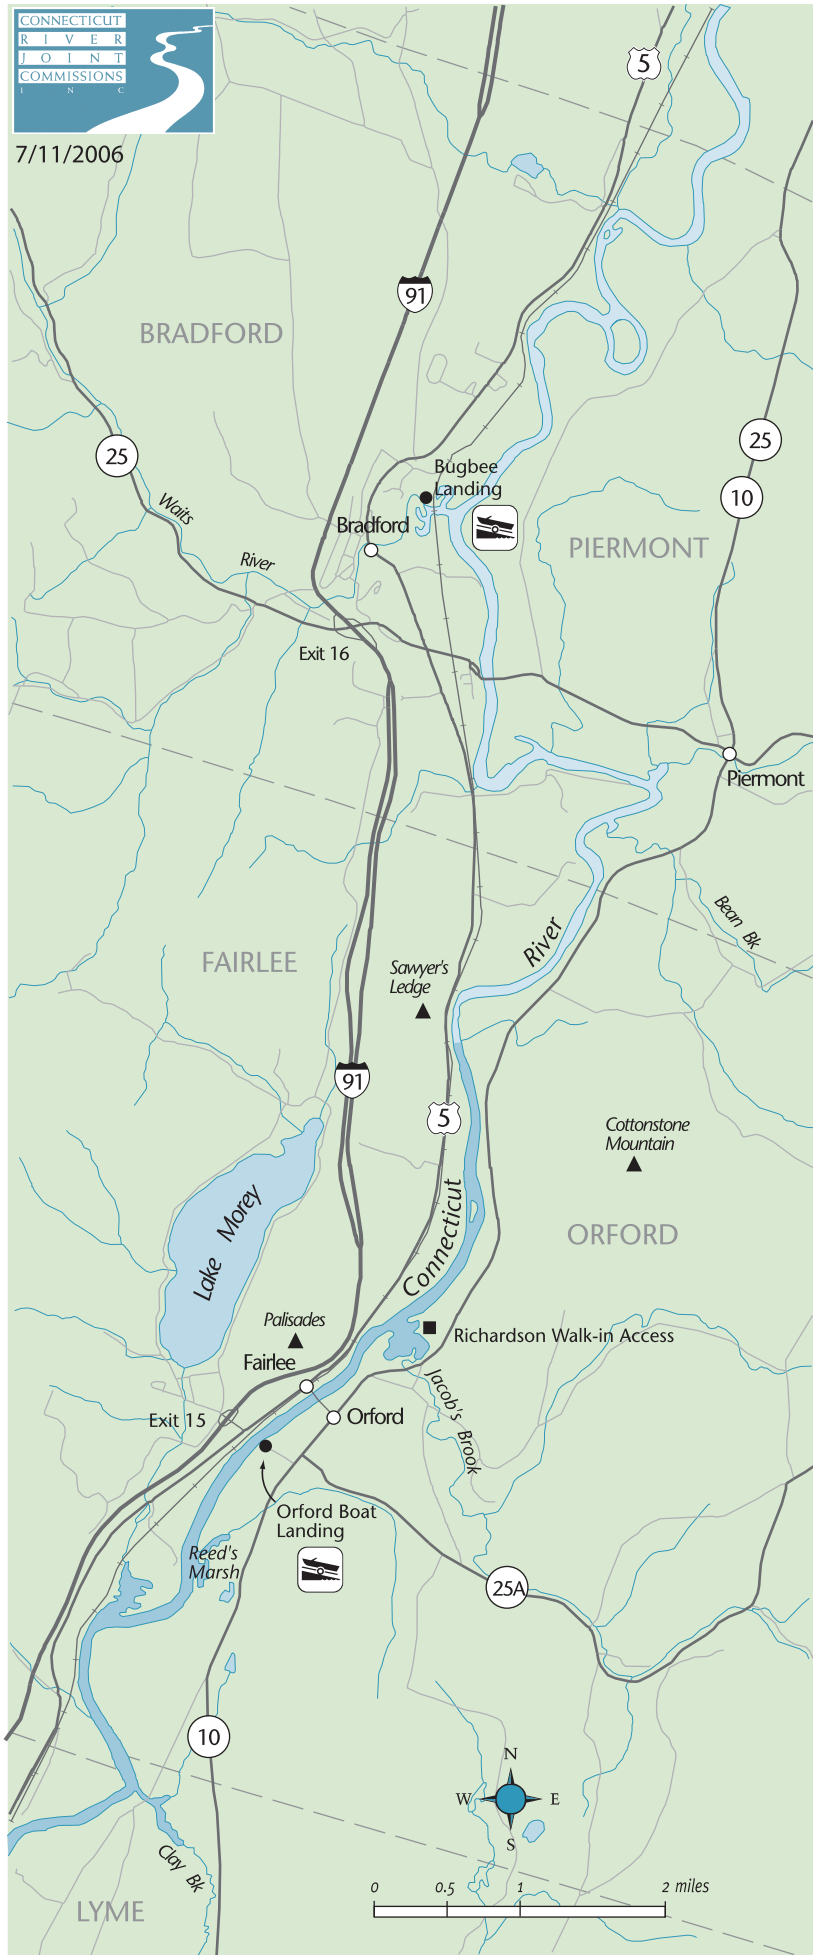 CONNECTICUT
RIVER
JOINT
COMMISSIONS
INC
7/11/2006
5
91
BRADFORD
25
25
10
Bugbee
Landing
Waits
River
Bradford
PIERMONT
Exit 16
Piermont
Bean Bk
River
FAIRLEE
Sawyer's
Ledge
91
5
Cottonstone
Mountain
Lake Morey
Connecticut
ORFORD
Palisades
Richardson Walk-in Access
Fairlee
Jacob's Brook
Exit 15
Orford
Orford Boat
Landing
Reed's
Marsh
25A
10
N
W
E
S
Clay Bk
LYME
0
0.5
1
2 miles